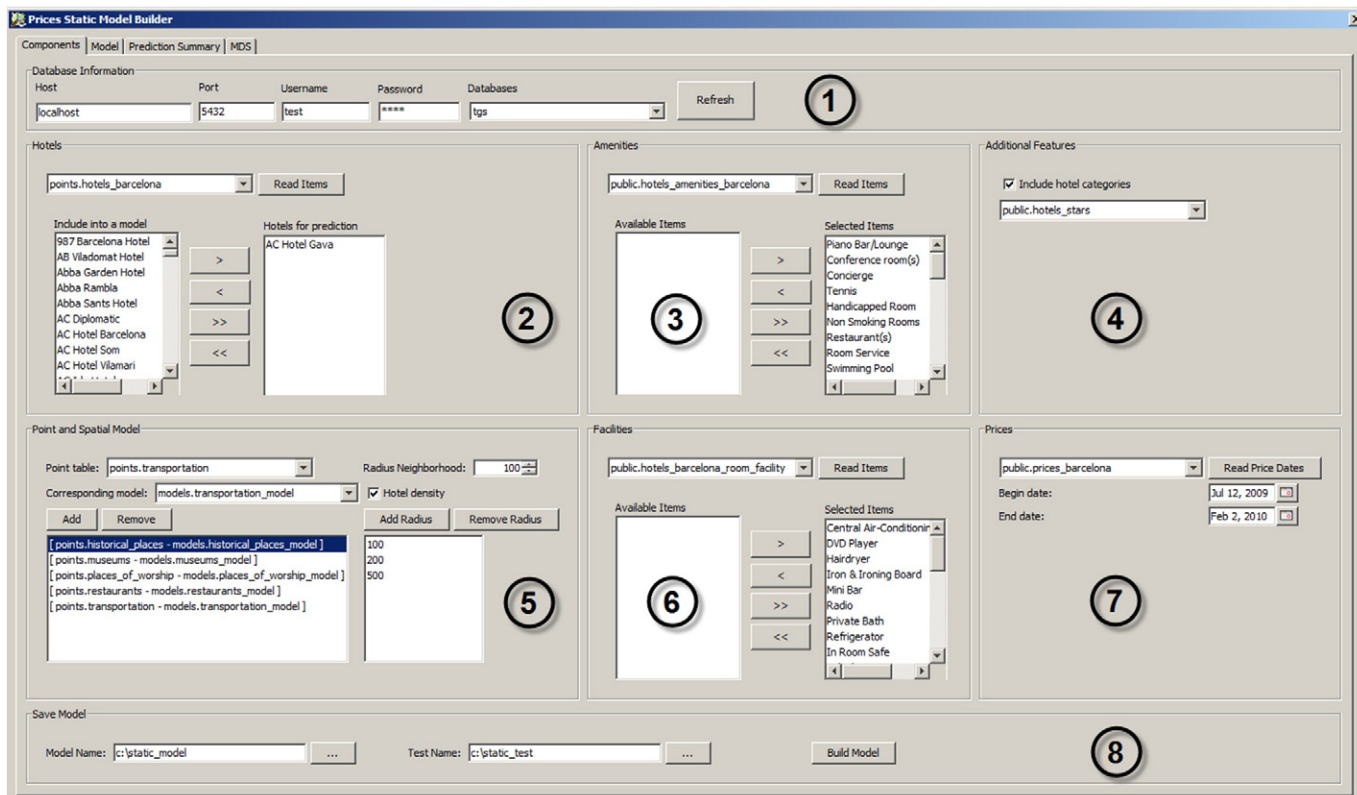 Prices Static Model Builder
Components Model Prediction Summary MDS
Database Information
Host Port Username Password Databases
localhost 5432 test **** tgs Refresh 1
Hotels
points.hotels_barcelona Read Items
Include into a model
987 Barcelona Hotel
AB Viladomat Hotel
Abba Garden Hotel
Abba Rambla
Abba Sants Hotel
AC Diplomatic
AC Hotel Barcelona
AC Hotel Som
AC Hotel Vilamari
>
<
>>
<<
Hotels for prediction
AC Hotel Gava
2
Amenities
public.hotels_amenities_barcelona Read Items
Available Items
>
<
>>
<<
3
Selected Items
Piano Bar/Lounge
Conference room(s)
Concierge
Tennis
Handicapped Room
Non Smoking Rooms
Restaurant(s)
Room Service
Swimming Pool
Additional Features
Include hotel categories
public.hotels_stars
4
Point and Spatial Model
Point table: points.transportation Radius Neighborhood: 100
Corresponding model: models.transportation_model Hotel density
Add Remove Add Radius Remove Radius
[ points.historical_places - models.historical_places_model ]
[ points.museums - models.museums_model ]
[ points.places_of_worship - models.places_of_worship_model ]
[ points.restaurants - models.restaurants_model ]
[ points.transportation - models.transportation_model ]
100
200
500
5
Facilities
public.hotels_barcelona_room_facility Read Items
Available Items
>
<
>>
<<
6
Selected Items
Central Air-Conditionin
DVD Player
Hairdryer
Iron & Ironing Board
Mini Bar
Radio
Private Bath
Refrigerator
In Room Safe
Prices
public.prices_barcelona Read Price Dates
Begin date: Jul 12, 2009
End date: Feb 2, 2010
7
Save Model
Model Name: c:\static_model ... Test Name: c:\static_test ... Build Model 8